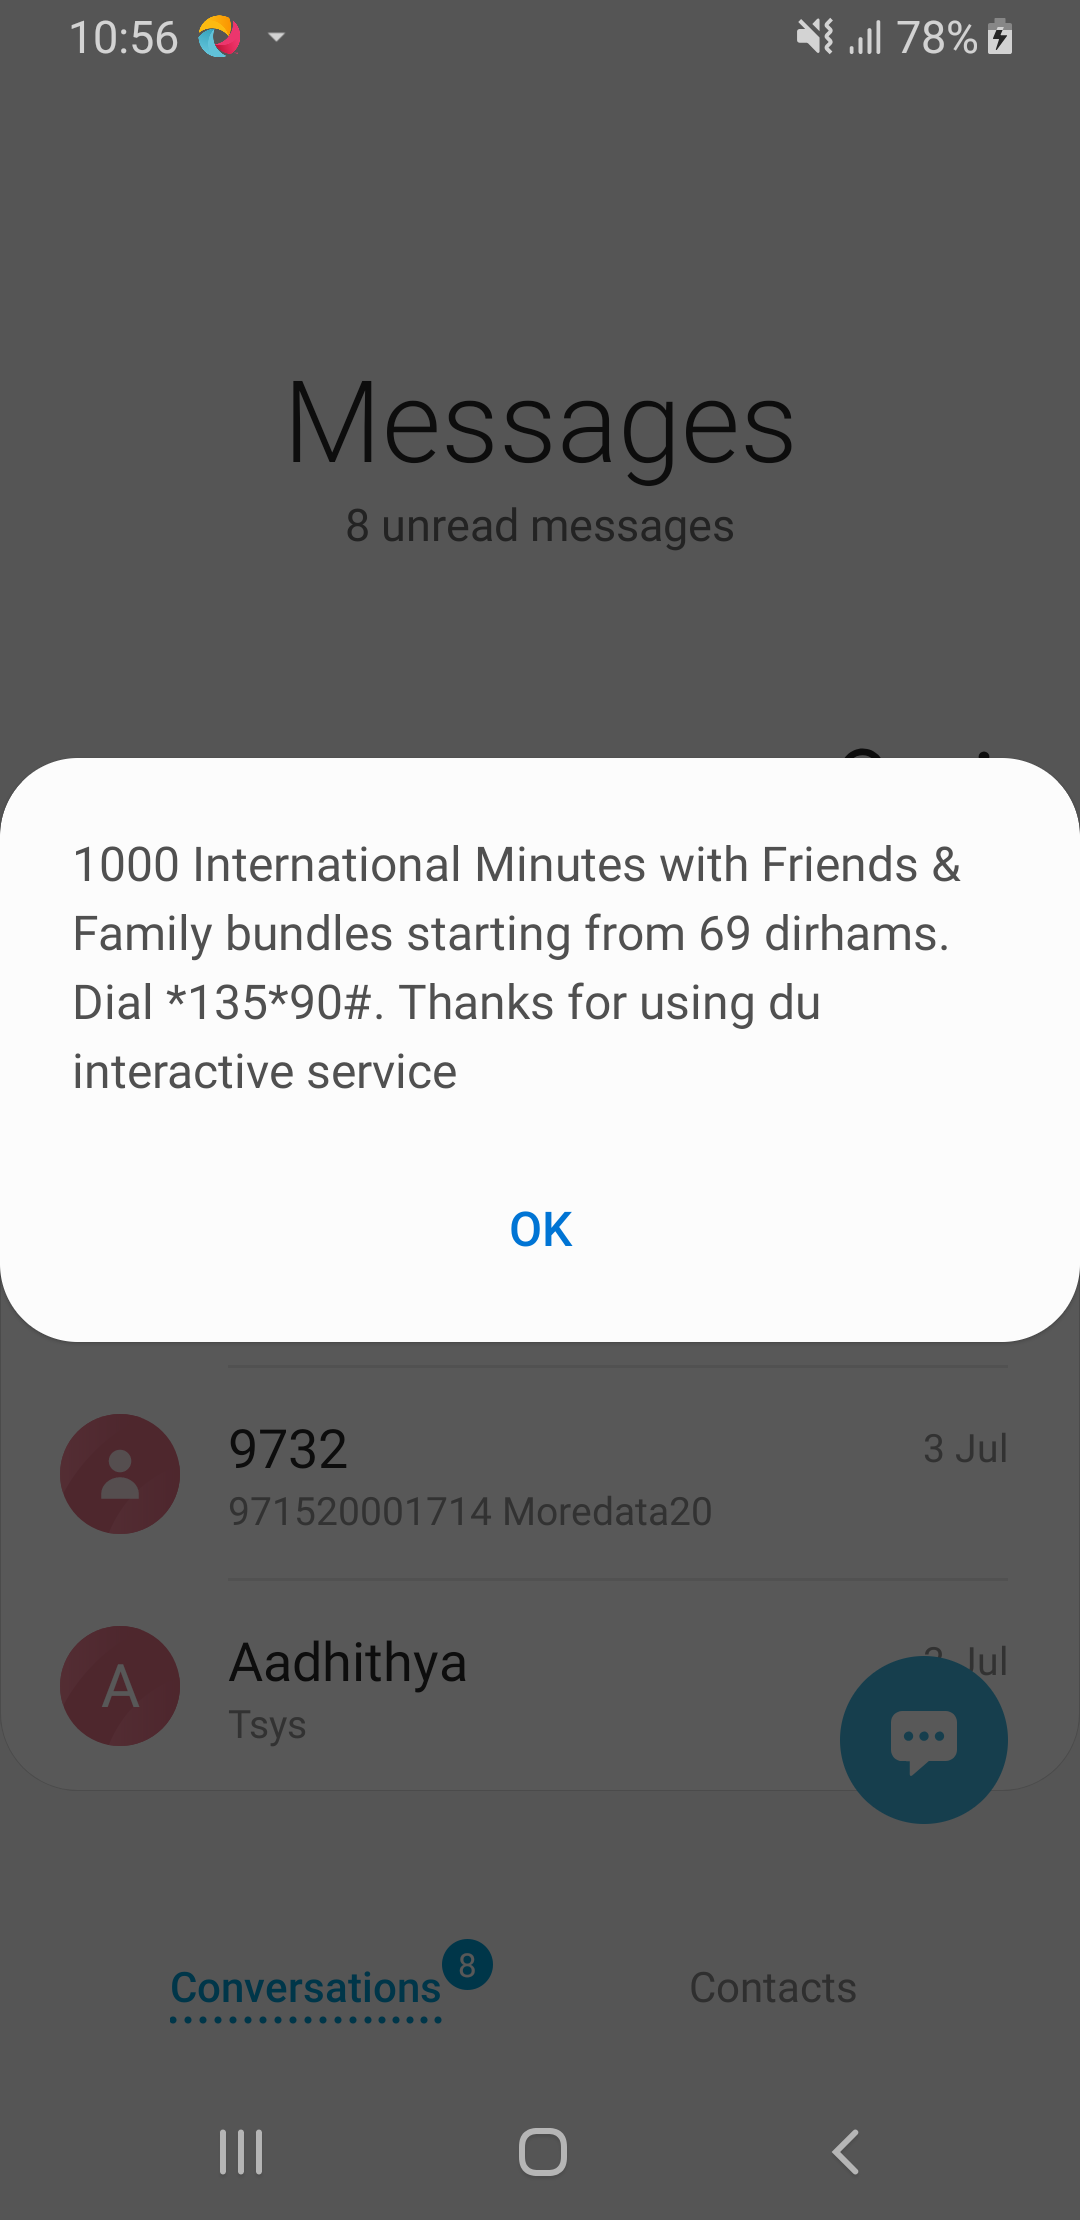 10:56
78%
Messages
8 unread messages
1000 International Minutes with Friends &
Family bundles starting from 69 dirhams.
Dial *135*90#. Thanks for using du
interactive service
OK
9732
3 Jul
971520001714 Moredata20
Aadhithya
Jul
A
Tsys
Conversations
8
Contacts